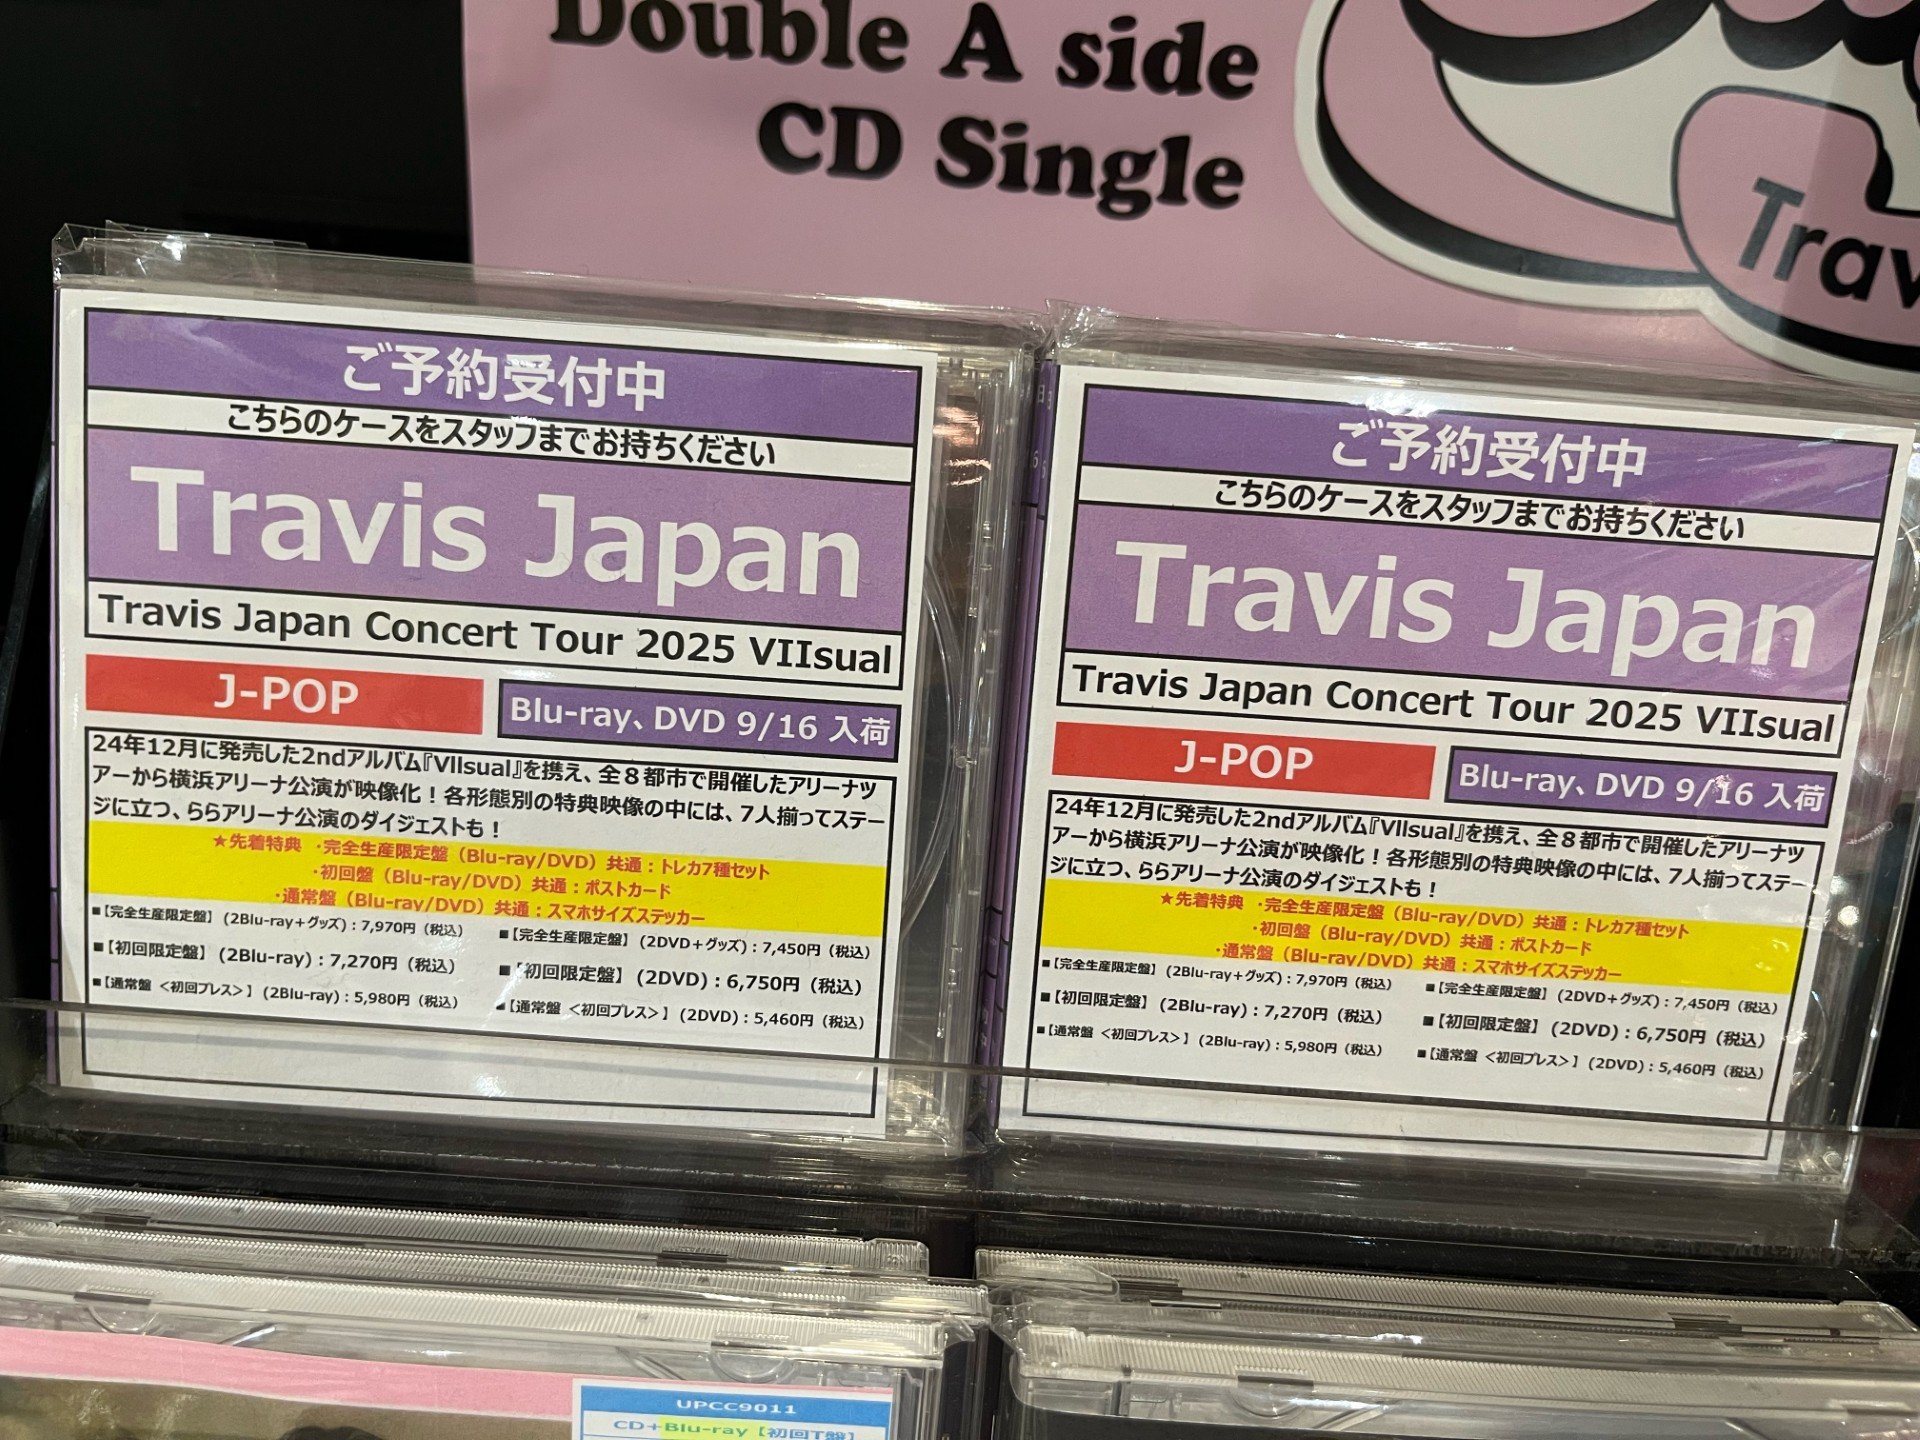 Double A side
CD Single
Trav
ご予約受付中
こちらのケースをスタッフまでお持ちください
Travis Japan
Travis Japan Concert Tour 2025 VIIsual
J-POP
Blu-ray、DVD 9/16 入荷
24年12月に発売した2ndアルバム『VIIsual』を携え、全８都市で開催したアリーナツ
アーから横浜アリーナ公演が映像化！各形態別の特典映像の中には、7人揃ってステー
ジに立つ、ららアリーナ公演のダイジェストも！
★先着特典 ・完全生産限定盤（Blu-ray/DVD）共通：トレカ7種セット
・初回盤（Blu-ray/DVD）共通：ポストカード
・通常盤（Blu-ray/DVD）共通：スマホサイズステッカー
■【完全生産限定盤】(2Blu-ray+グッズ)：7,970円（税込）
■【完全生産限定盤】(2DVD+グッズ)：7,450円（税込）
■【初回限定盤】(2Blu-ray)：7,270円（税込）
■【初回限定盤】(2DVD)：6,750円（税込）
■【通常盤 ＜初回プレス＞】(2Blu-ray)：5,980円（税込）
■【通常盤 ＜初回プレス＞】(2DVD)：5,460円（税込）
ご予約受付中
こちらのケースをスタッフまでお持ちください
Travis Japan
Travis Japan Concert Tour 2025 VIIsual
J-POP
Blu-ray、DVD 9/16 入荷
24年12月に発売した2ndアルバム『VIIsual』を携え、全８都市で開催したアリーナツ
アーから横浜アリーナ公演が映像化！各形態別の特典映像の中には、7人揃ってステー
ジに立つ、ららアリーナ公演のダイジェストも！
★先着特典 ・完全生産限定盤（Blu-ray/DVD）共通：トレカ7種セット
・初回盤（Blu-ray/DVD）共通：ポストカード
・通常盤（Blu-ray/DVD）共通：スマホサイズステッカー
■【完全生産限定盤】(2Blu-ray+グッズ)：7,970円（税込）
■【完全生産限定盤】(2DVD+グッズ)：7,450円（税込）
■【初回限定盤】(2Blu-ray)：7,270円（税込）
■【初回限定盤】(2DVD)：6,750円（税込）
■【通常盤 ＜初回プレス＞】(2Blu-ray)：5,980円（税込）
■【通常盤 ＜初回プレス＞】(2DVD)：5,460円（税込）
UPCC9011
CD+Blu-ray【初回T盤】